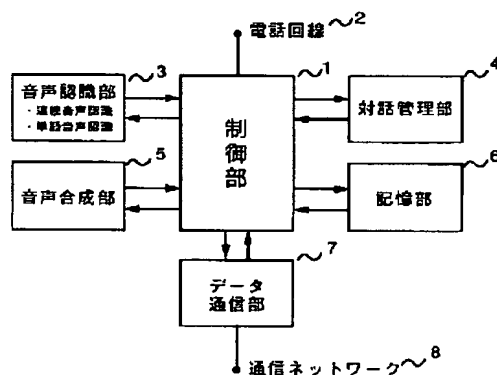 電話回線 2
3
1
4
音声認識部
・連続音声認識
・単語音声認識
制御部
対話管理部
5
6
音声合成部
記憶部
7
データ
通信部
通信ネットワーク 8